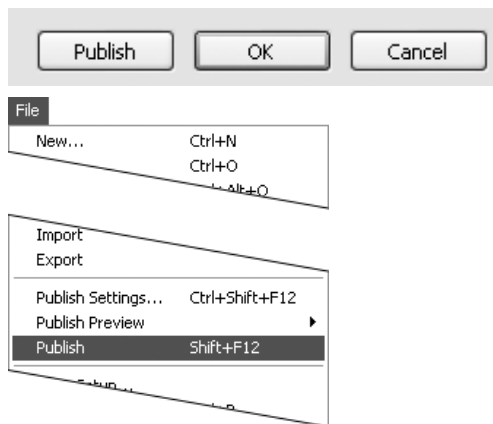 Publish OK Cancel
File
New... Ctrl+N
Ctrl+O
Alt+O
Import
Export
Publish Settings... Ctrl+Shift+F12
Publish Preview
Publish Shift+F12